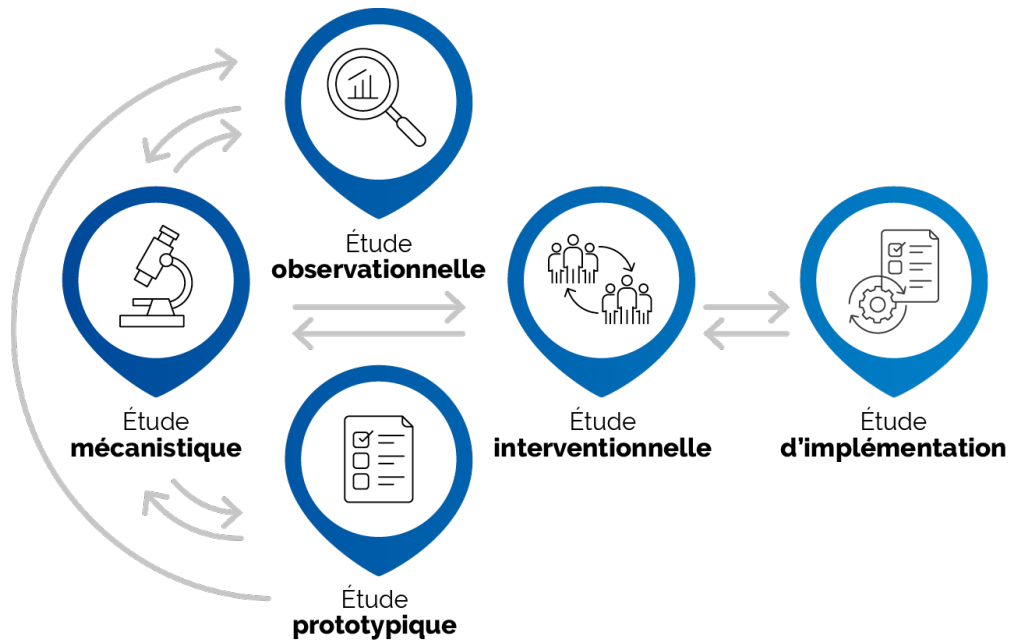 Étude
observationnelle
Étude
mécanistique
Étude
interventionnelle
Étude
d’implémentation
Étude
prototypique